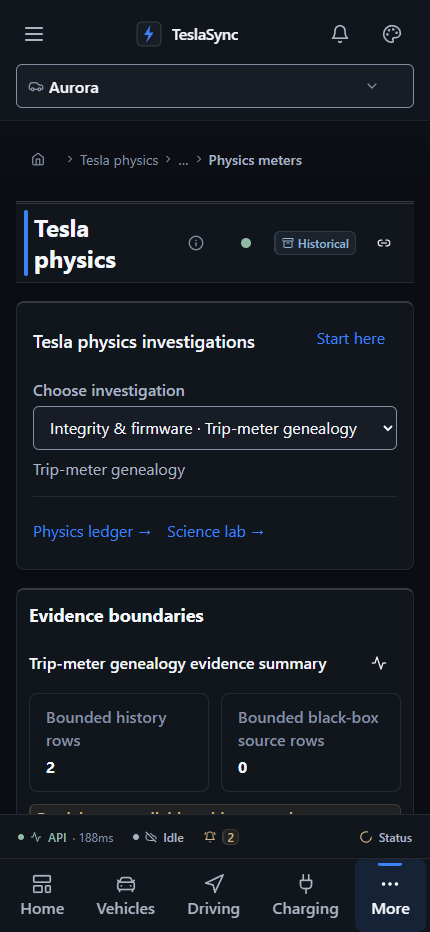 TeslaSync
Aurora
Tesla physics
...
Physics meters
Tesla
physics
Historical
Tesla physics investigations
Start here
Choose investigation
Integrity & firmware · Trip-meter genealogy
Trip-meter genealogy
Physics ledger →
Science lab →
Evidence boundaries
Trip-meter genealogy evidence summary
Bounded history
rows
2
Bounded black-box
source rows
0
API · 188ms
Idle
2
Status
Home
Vehicles
Driving
Charging
More